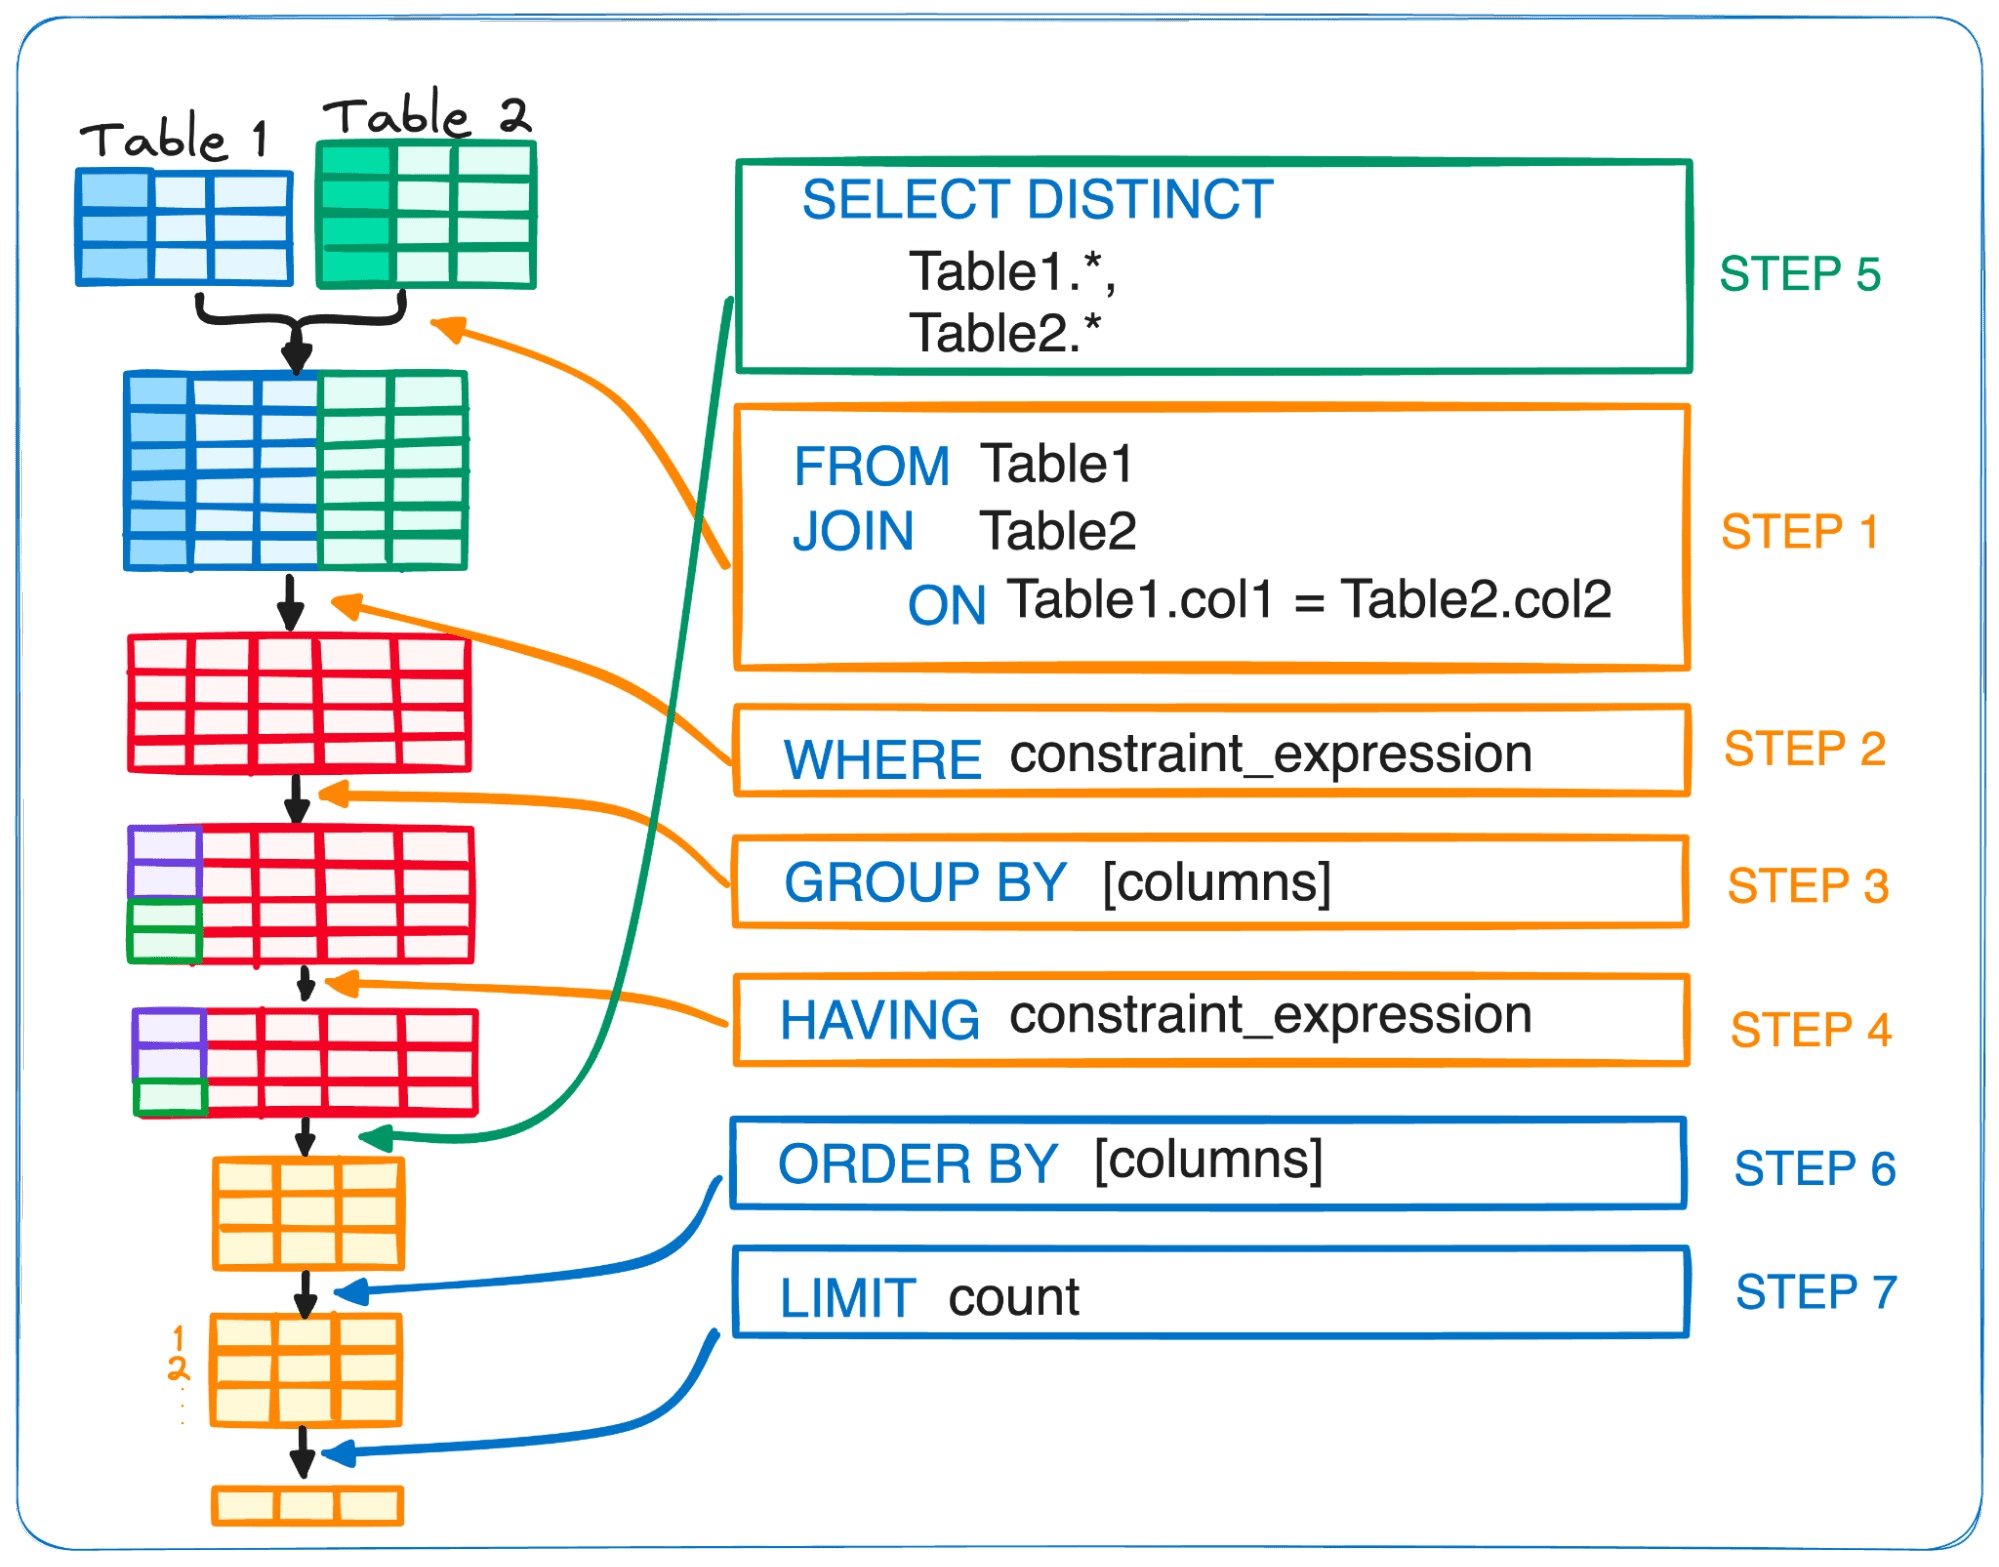 Table 1
Table 2
SELECT DISTINCT
Table1.*,
Table2.*
STEP 5
FROM Table1
JOIN Table2
ON Table1.col1 = Table2.col2
STEP 1
WHERE constraint_expression
STEP 2
GROUP BY [columns]
STEP 3
HAVING constraint_expression
STEP 4
ORDER BY [columns]
STEP 6
LIMIT count
STEP 7
1
2